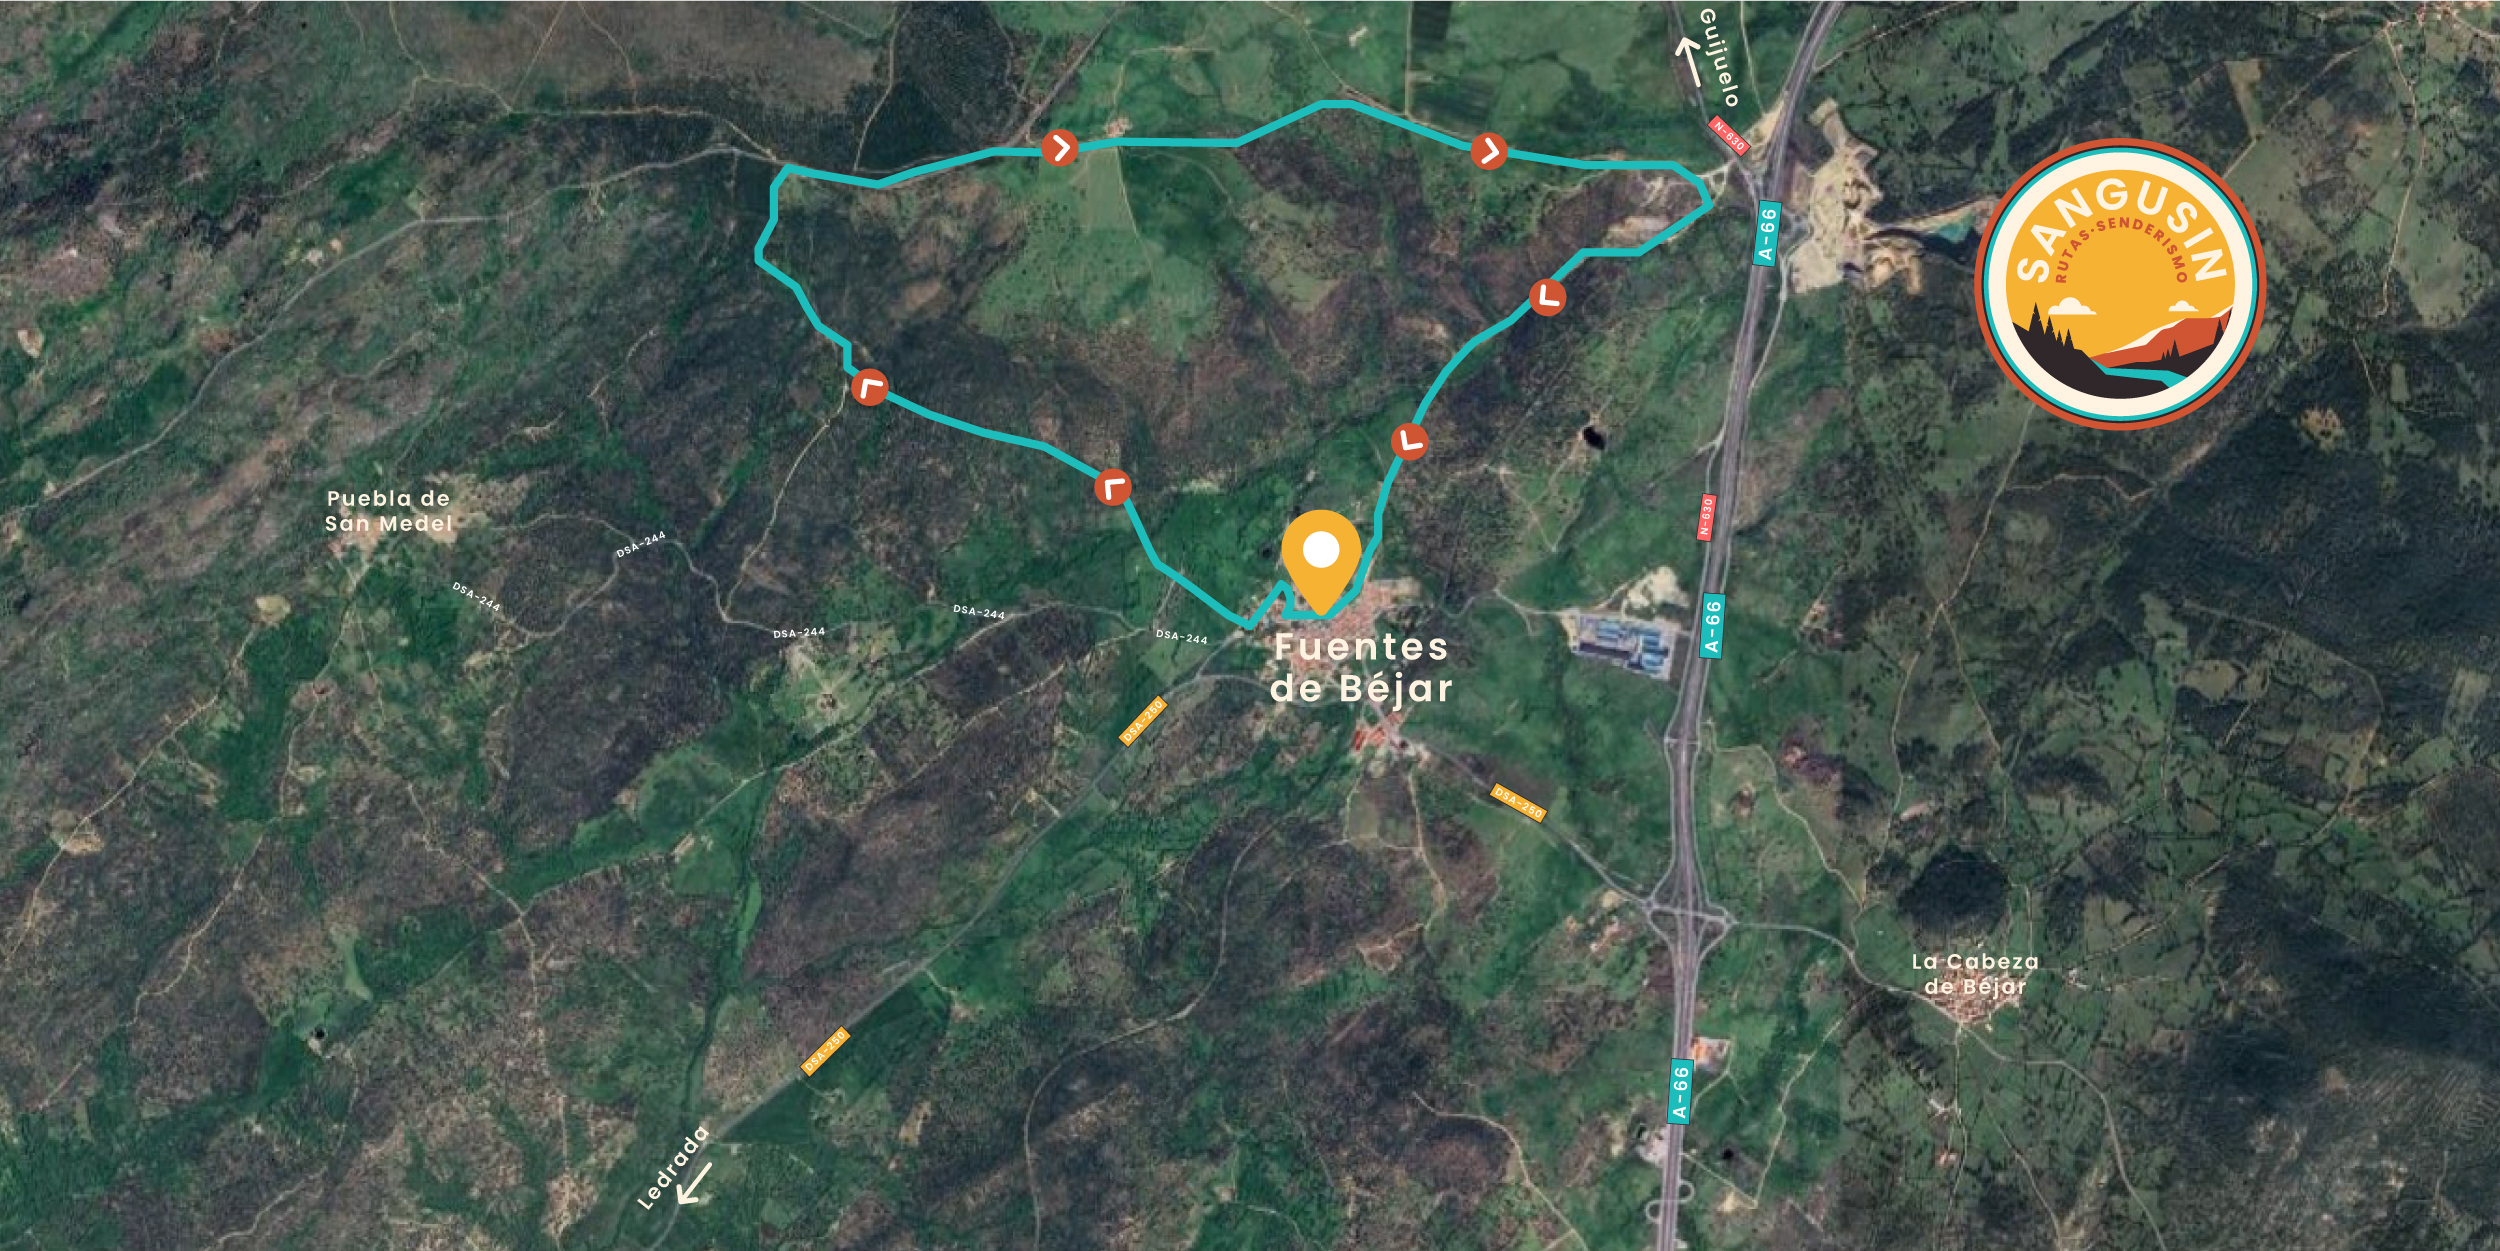 Guijuelo
N-630
A-66
SANGUSIN
RUTAS·SENDERISMO
Puebla de
San Medel
DSA-244
N-630
DSA-244
DSA-244
DSA-244
DSA-244
A-66
Fuentes
de Béjar
DSA-250
DSA-250
La Cabeza
de Béjar
DSA-250
A-66
Ledrada